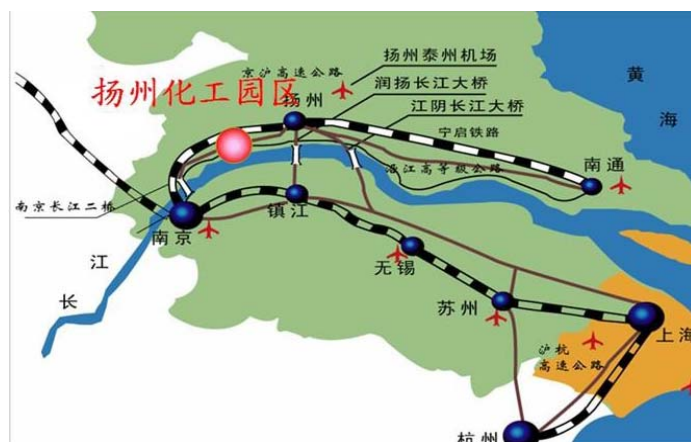 扬州泰州机场
黄海
京沪高速公路
扬州化工园区
润扬长江大桥
扬州
江阴长江大桥
宁启铁路
沿江高等级公路
南通
南京长江二桥
镇江
南京
无锡
长江
苏州
上海
沪杭
高速公路
杭州